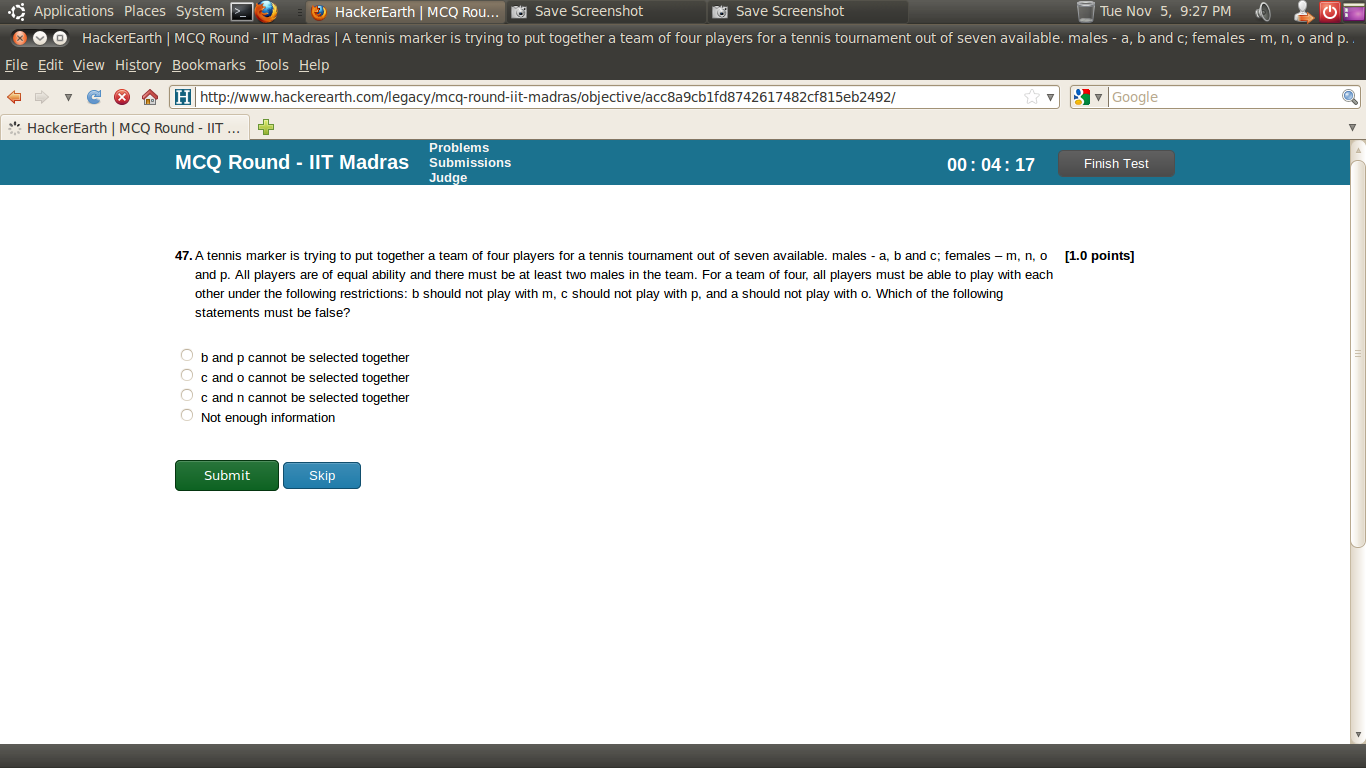 Applications Places System HackerEarth | MCQ Rou... Save Screenshot Save Screenshot Tue Nov 5, 9:27 PM
HackerEarth | MCQ Round - IIT Madras | A tennis marker is trying to put together a team of four players for a tennis tournament out of seven available. males - a, b and c; females – m, n, o and p. .
File Edit View History Bookmarks Tools Help
http://www.hackerearth.com/legacy/mcq-round-iit-madras/objective/acc8a9cb1fd8742617482cf815eb2492/ Google
HackerEarth | MCQ Round - IIT ...
MCQ Round - IIT Madras
Problems
Submissions
Judge
00 : 04 : 17
Finish Test
47. A tennis marker is trying to put together a team of four players for a tennis tournament out of seven available. males - a, b and c; females – m, n, o [1.0 points]
and p. All players are of equal ability and there must be at least two males in the team. For a team of four, all players must be able to play with each
other under the following restrictions: b should not play with m, c should not play with p, and a should not play with o. Which of the following
statements must be false?
b and p cannot be selected together
c and o cannot be selected together
c and n cannot be selected together
Not enough information
Submit Skip